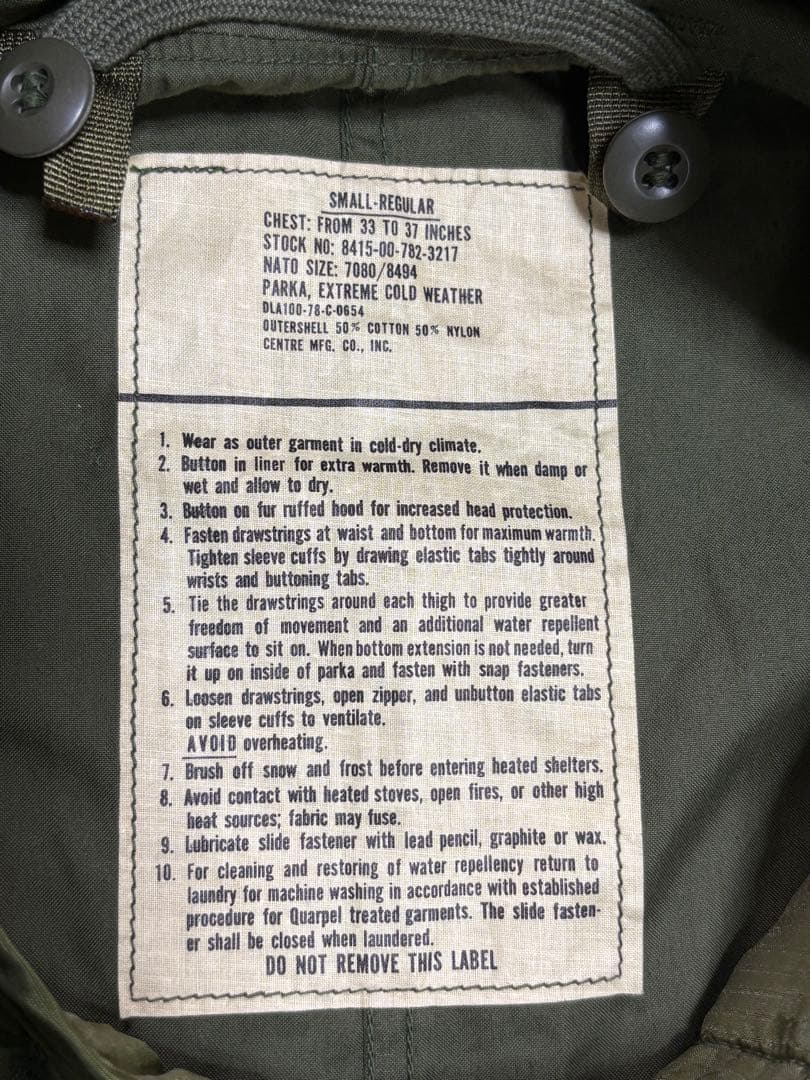 SMALL-REGULAR
CHEST: FROM 33 TO 37 INCHES
STOCK NO: 8415-00-782-3217
NATO SIZE: 7080/8494
PARKA, EXTREME COLD WEATHER
DLA100-78-C-0654
OUTERSHELL 50% COTTON 50% NYLON
CENTRE MFG. CO., INC.
1. Wear as outer garment in cold-dry climate.
2. Button in liner for extra warmth. Remove it when damp or
wet and allow to dry.
3. Button on fur ruffed hood for increased head protection.
4. Fasten drawstrings at waist and bottom for maximum warmth.
Tighten sleeve cuffs by drawing elastic tabs tightly around
wrists and buttoning tabs.
5. Tie the drawstrings around each thigh to provide greater
freedom of movement and an additional water repellent
surface to sit on. When bottom extension is not needed, turn
it up on inside of parka and fasten with snap fasteners.
6. Loosen drawstrings, open zipper, and unbutton elastic tabs
on sleeve cuffs to ventilate.
AVOID overheating.
7. Brush off snow and frost before entering heated shelters.
8. Avoid contact with heated stoves, open fires, or other high
heat sources; fabric may fuse.
9. Lubricate slide fastener with lead pencil, graphite or wax.
10. For cleaning and restoring of water repellency return to
laundry for machine washing in accordance with established
procedure for Quarpel treated garments. The slide fasten-
er shall be closed when laundered.
DO NOT REMOVE THIS LABEL